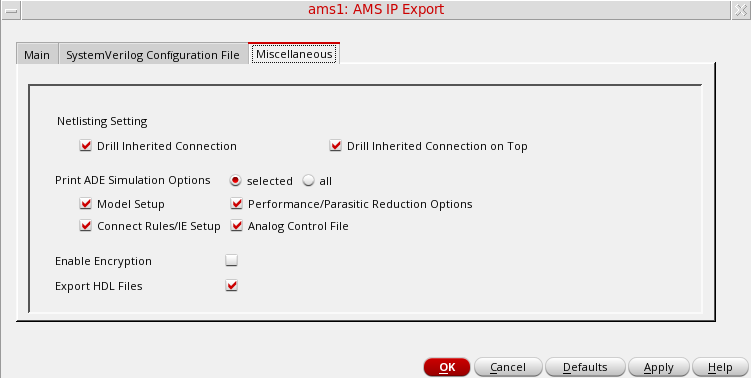 ams1: AMS IP Export
Main SystemVerilog Configuration File Miscellaneous
Netlisting Setting
Drill Inherited Connection Drill Inherited Connection on Top
Print ADE Simulation Options selected all
Model Setup Performance/Parasitic Reduction Options
Connect Rules/IE Setup Analog Control File
Enable Encryption
Export HDL Files
OK Cancel Defaults Apply Help